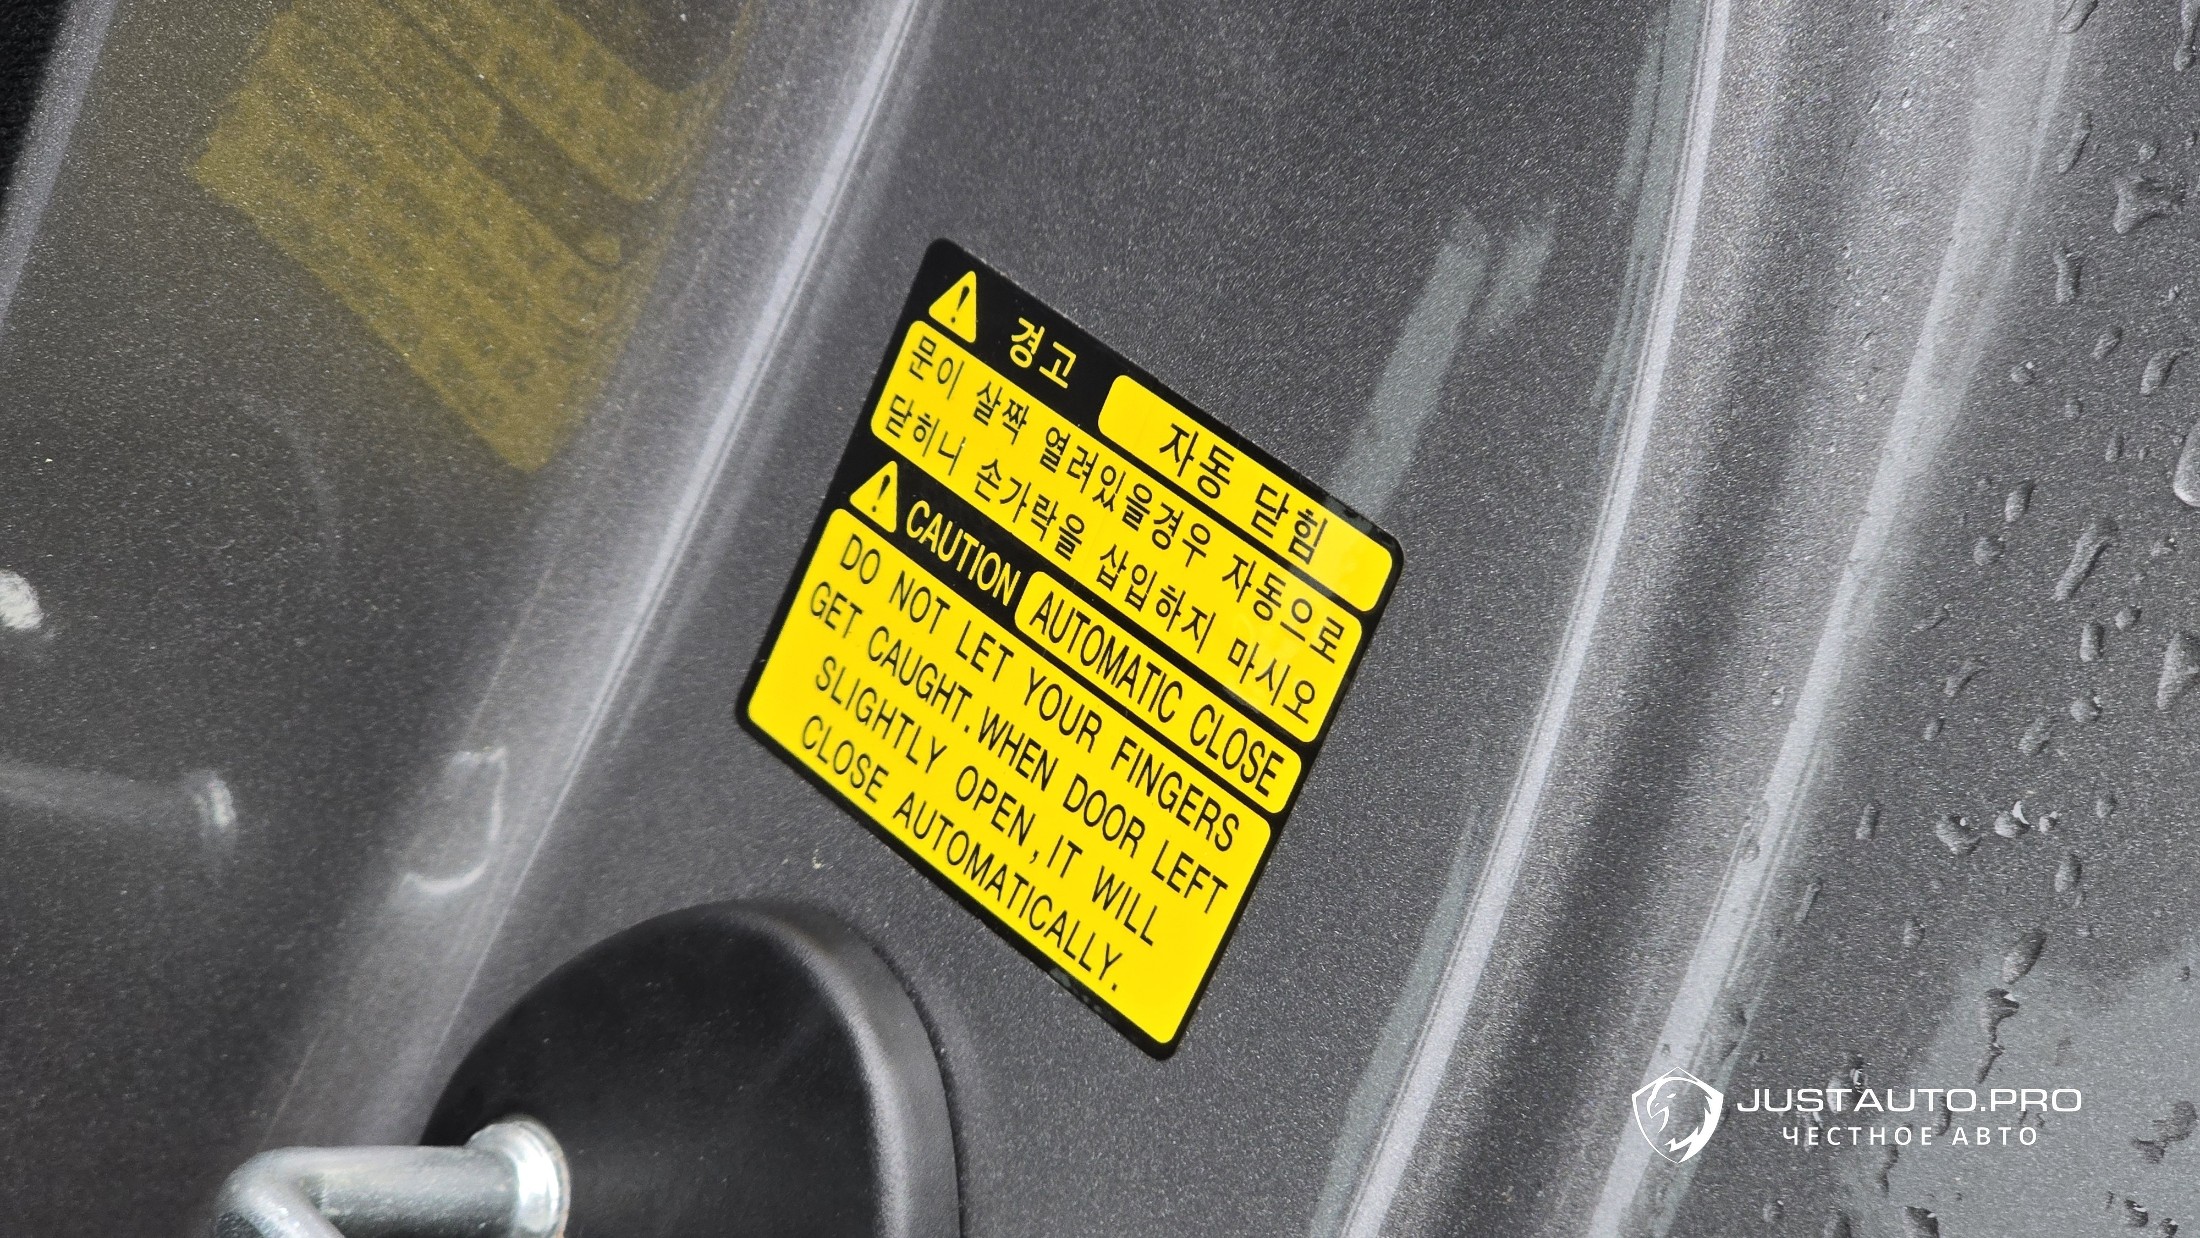 경고 자동 닫힘
문이 살짝 열려있을경우 자동으로
닫히니 손가락을 삽입하지 마시오
CAUTION AUTOMATIC CLOSE
DO NOT LET YOUR FINGERS
GET CAUGHT. WHEN DOOR LEFT
SLIGHTLY OPEN, IT WILL
CLOSE AUTOMATICALLY.
JUSTAUTO.PRO
ЧЕСТНОЕ АВТО